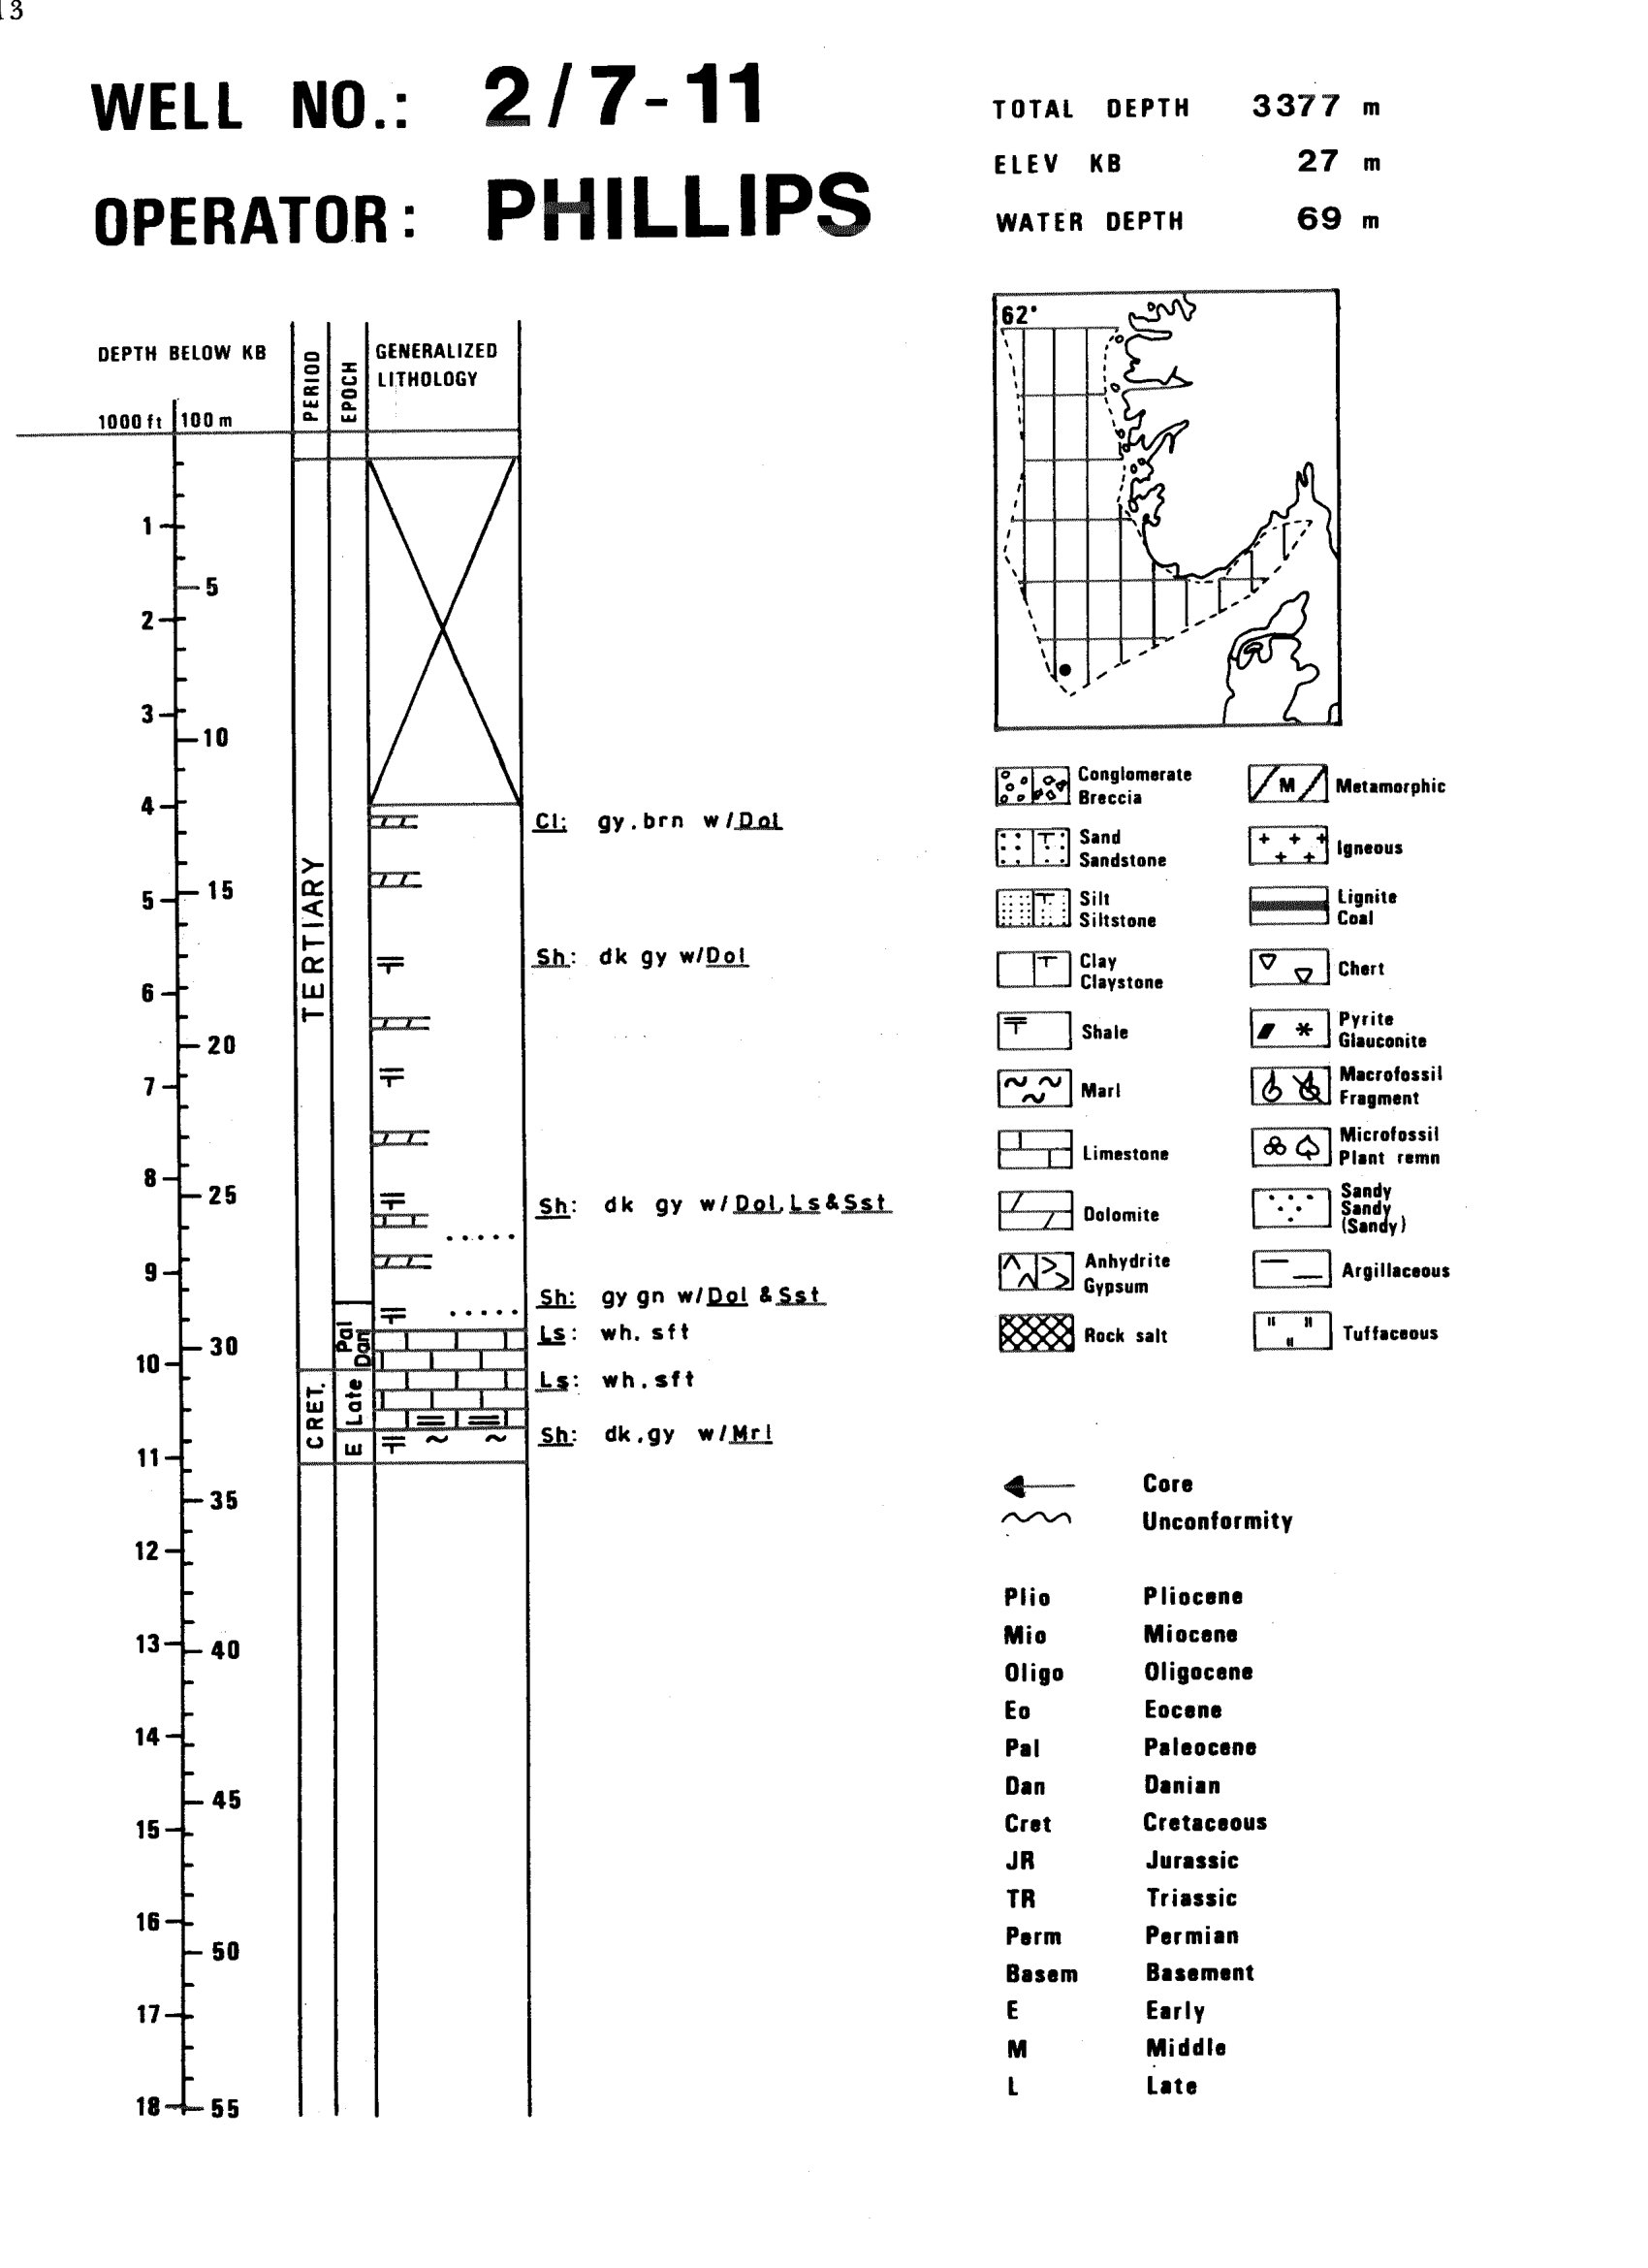 13
WELL NO.: 2/7-11
OPERATOR: PHILLIPS
TOTAL DEPTH 3377 m
ELEV KB 27 m
WATER DEPTH 69 m
62°
DEPTH BELOW KB
1000 ft 100 m
PERIOD
EPOCH
GENERALIZED
LITHOLOGY
1
5
2
3
10
4
5
15
6
20
7
8
25
9
30
10
11
35
12
13
40
14
45
15
16
50
17
18
55
TERTIARY
CRET.
Pal
Dan
Late
E
Cl: gy.brn w/Dol
Sh: dk gy w/Dol
Sh: dk gy w/Dol,Ls&Sst
Sh: gy gn w/Dol &Sst
Ls: wh. sft
Ls: wh. sft
Sh: dk.gy w/Mrl
Conglomerate
Breccia
Sand
Sandstone
Silt
Siltstone
Clay
Claystone
Shale
Marl
Limestone
Dolomite
Anhydrite
Gypsum
Rock salt
M
Metamorphic
Igneous
Lignite
Coal
Chert
Pyrite
Glauconite
Macrofossil
Fragment
Microfossil
Plant remn
Sandy
Sandy
(Sandy)
Argillaceous
Tuffaceous
Core
Unconformity
Plio Pliocene
Mio Miocene
Oligo Oligocene
Eo Eocene
Pal Paleocene
Dan Danian
Cret Cretaceous
JR Jurassic
TR Triassic
Perm Permian
Basem Basement
E Early
M Middle
L Late